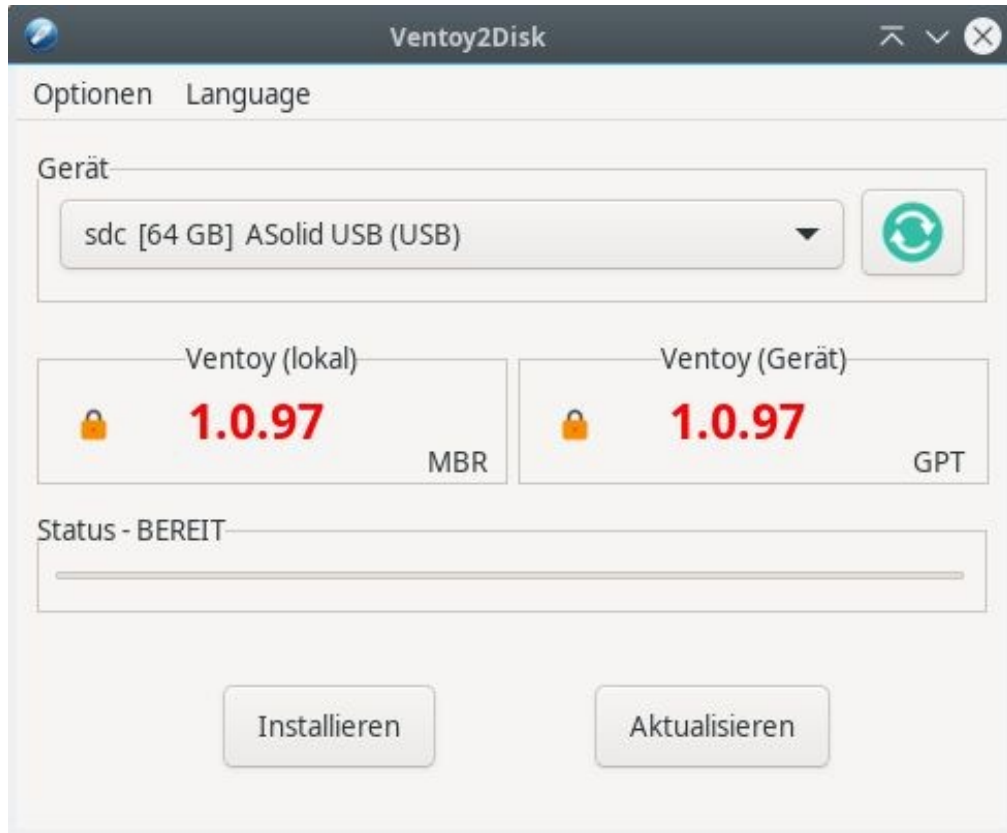 Ventoy2Disk
Optionen Language
Gerät
sdc [64 GB] ASolid USB (USB)
Ventoy (lokal) Ventoy (Gerät)
1.0.97 1.0.97
MBR GPT
Status - BEREIT
Installieren Aktualisieren